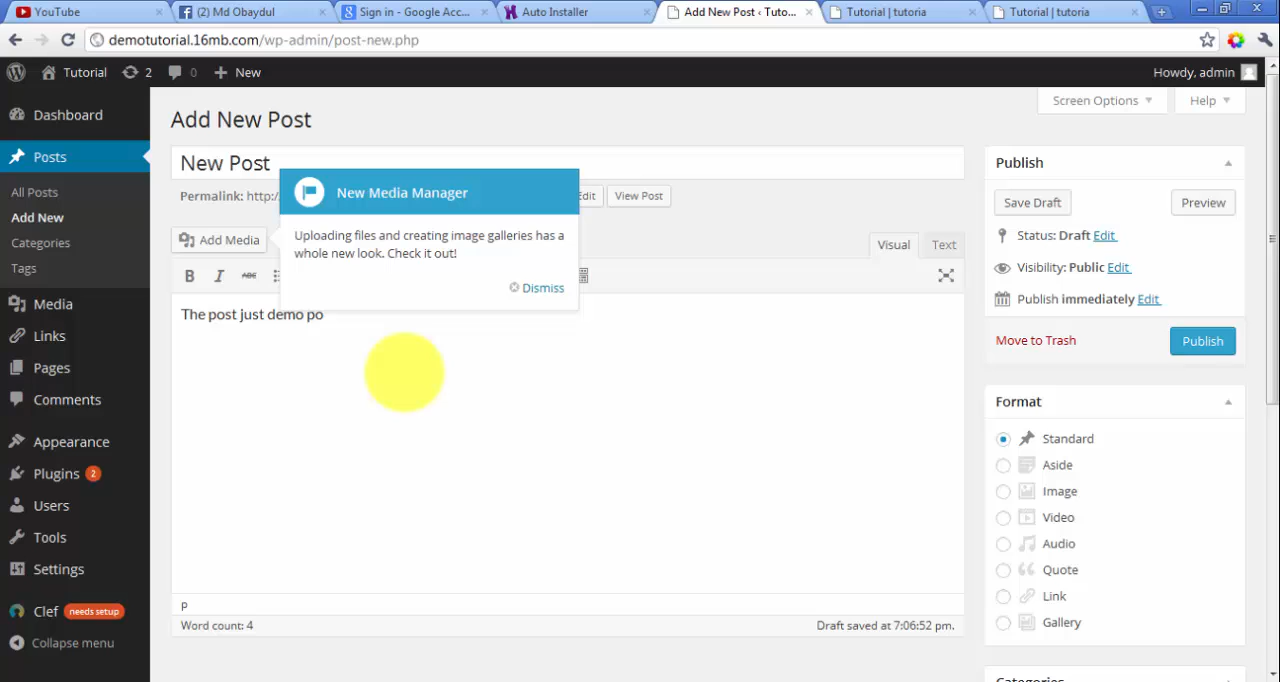 YouTube
(2) Md Obaydul
Sign in - Google Acc...
Auto Installer
Add New Post ‹ Tuto...
Tutorial | tutoria
Tutorial | tutoria
demotutorial.16mb.com/wp-admin/post-new.php
Tutorial 2 0 New
Howdy, admin
Dashboard
Posts
All Posts
Add New
Categories
Tags
Media
Links
Pages
Comments
Appearance
Plugins 2
Users
Tools
Settings
Clef needs setup
Collapse menu
Screen Options
Help
Add New Post
New Post
Permalink: http:/
View Post
New Media Manager
Uploading files and creating image galleries has a
whole new look. Check it out!
Dismiss
Add Media
Visual
Text
B I ABC
The post just demo po
p
Word count: 4
Draft saved at 7:06:52 pm.
Publish
Save Draft
Preview
Status: Draft Edit
Visibility: Public Edit
Publish immediately Edit
Move to Trash
Publish
Format
Standard
Aside
Image
Video
Audio
Quote
Link
Gallery